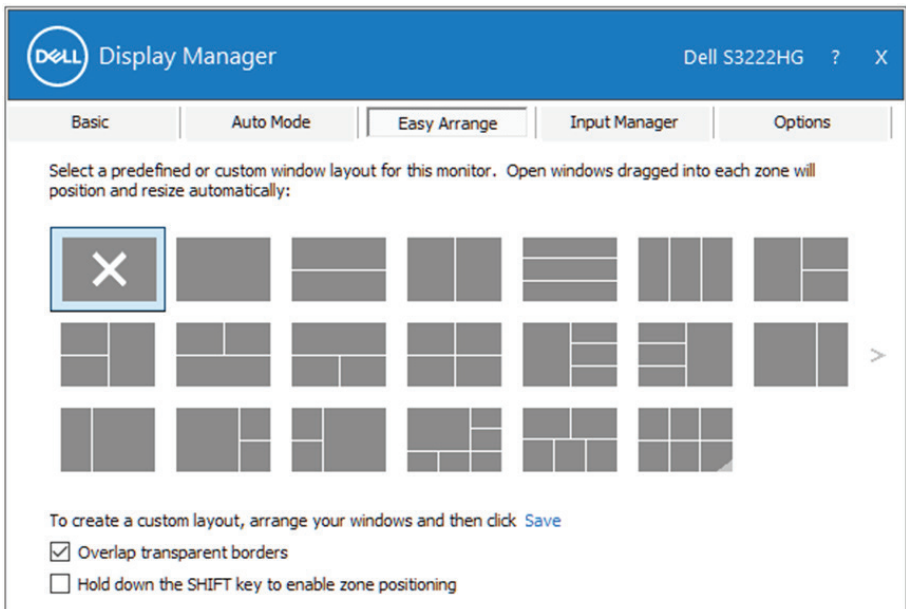 DELL Display Manager Dell S3222HG ? X
Basic Auto Mode Easy Arrange Input Manager Options
Select a predefined or custom window layout for this monitor. Open windows dragged into each zone will
position and resize automatically:
>
To create a custom layout, arrange your windows and then click Save
Overlap transparent borders
Hold down the SHIFT key to enable zone positioning